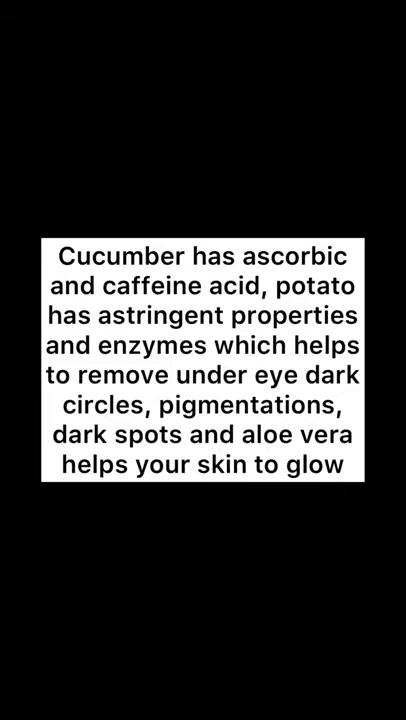 Cucumber has ascorbic
and caffeine acid, potato
has astringent properties
and enzymes which helps
to remove under eye dark
circles, pigmentations,
dark spots and aloe vera
helps your skin to glow